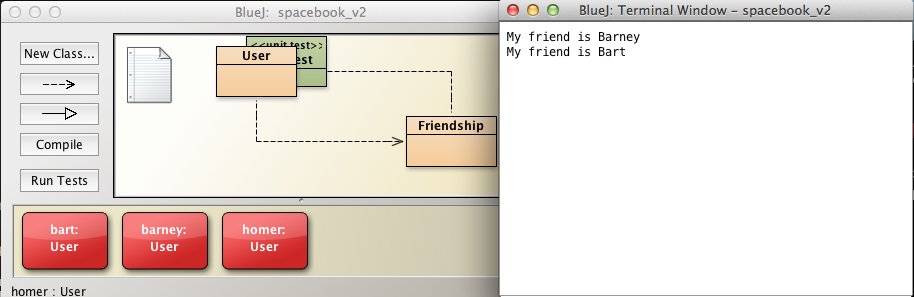 BlueJ: spacebook_v2
New Class...
Compile
Run Tests
<<unit test>>
est
User
Friendship
bart:
User
barney:
User
homer:
User
homer : User
BlueJ: Terminal Window - spacebook_v2
My friend is Barney
My friend is Bart